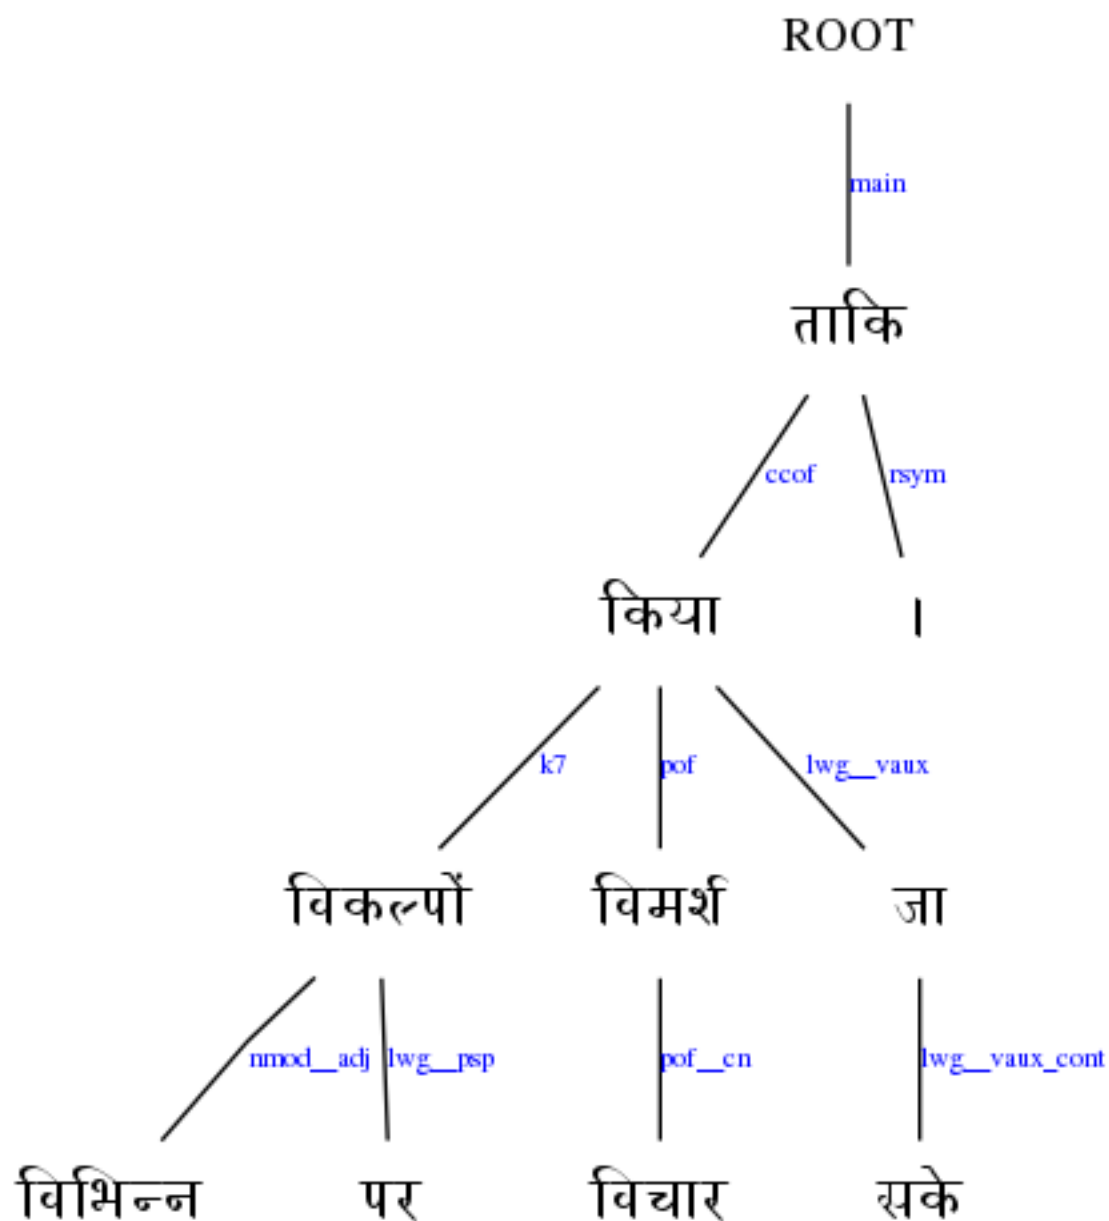 ROOT
main
ताकि
ccof rsym
किया ।
k7 pof lwg__vaux
विकल्पों विमर्श जा
nmod__adj lwg__psp pof__cn lwg__vaux_cont
विभिन्न पर विचार सके